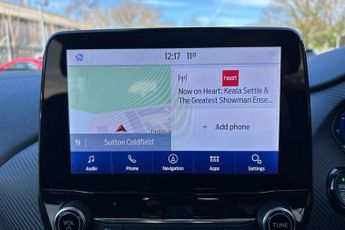 12:17 11°
heart
Now on Heart: Keala Settle &
The Greatest Showman Ense...
+ Add phone
N Sutton Coldfield
Audio Phone Navigation Apps Settings
VOL TUNE